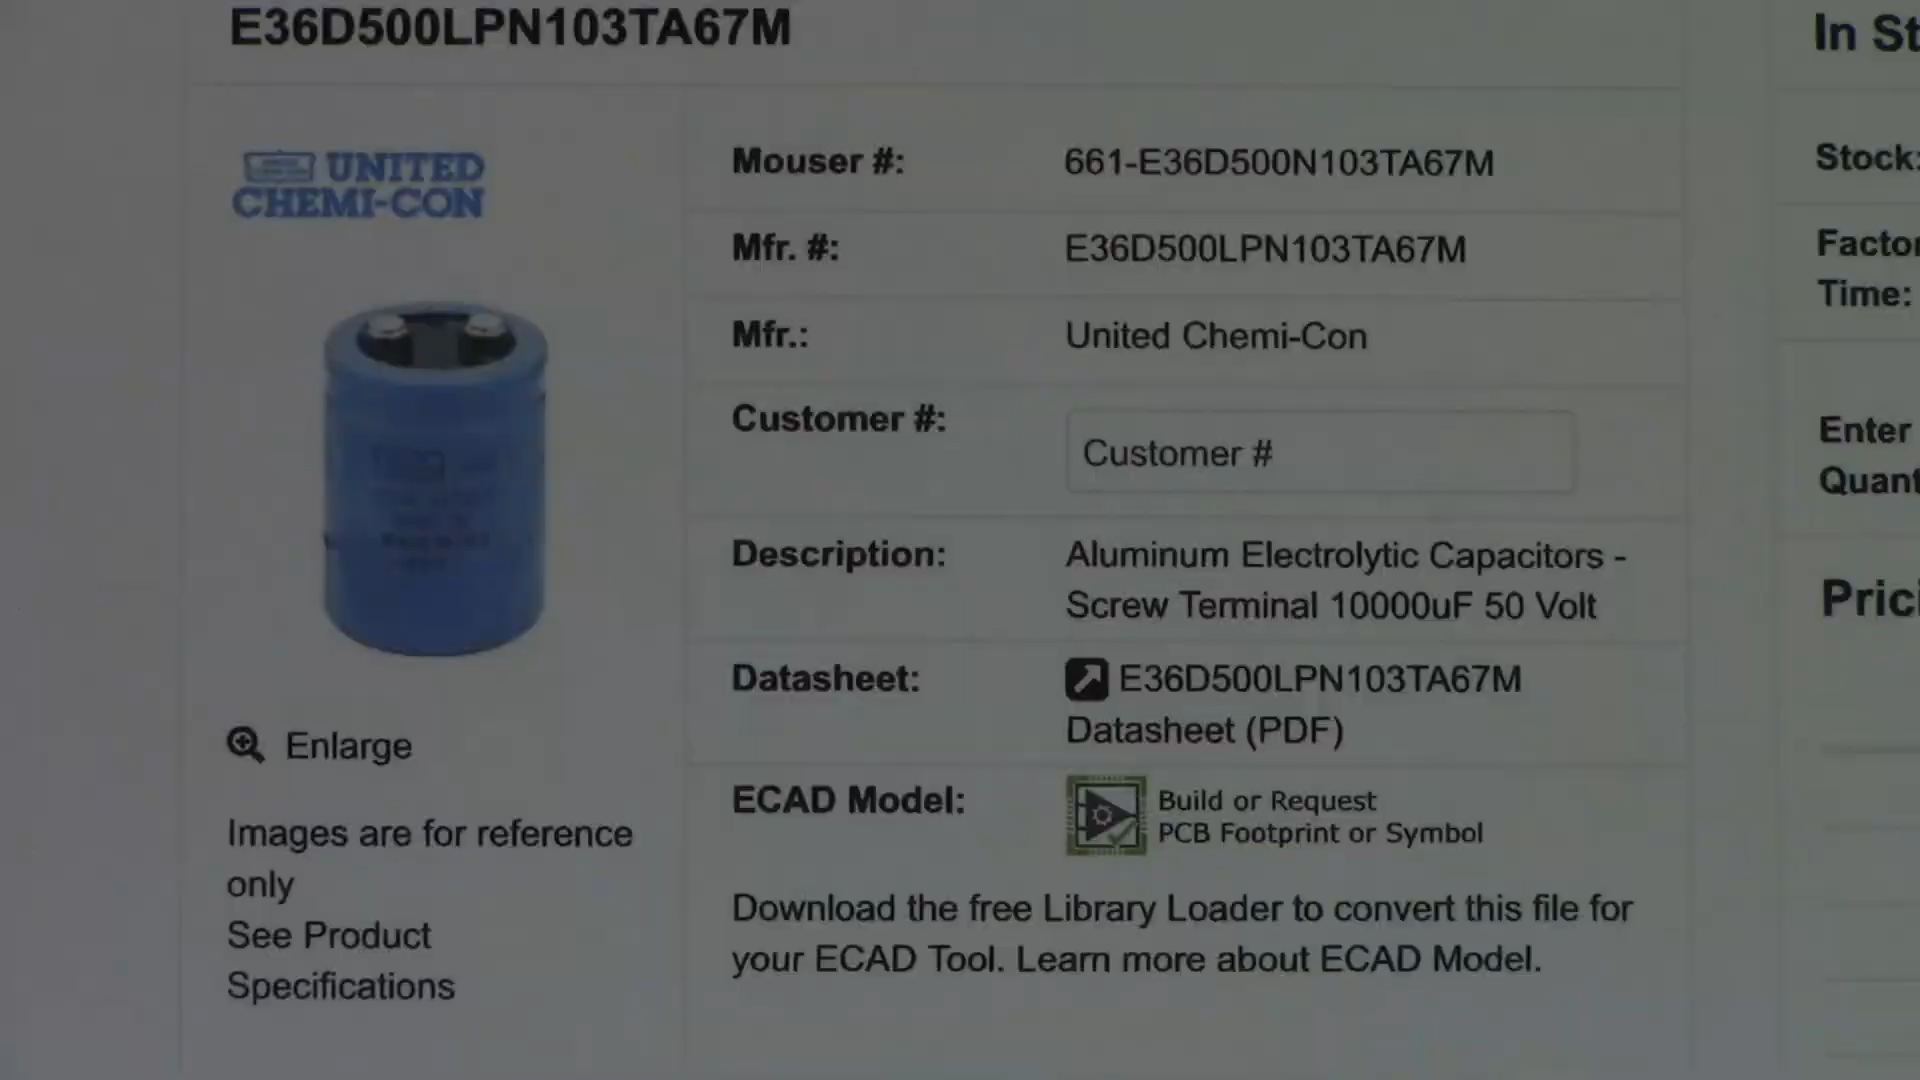 E36D500LPN103TA67M
UNITED
CHEMI-CON
Enlarge
Images are for reference
only
See Product
Specifications
Mouser #: 661-E36D500N103TA67M
Mfr. #: E36D500LPN103TA67M
Mfr.: United Chemi-Con
Customer #: Customer #
Description: Aluminum Electrolytic Capacitors -
Screw Terminal 10000uF 50 Volt
Datasheet: E36D500LPN103TA67M
Datasheet (PDF)
ECAD Model: Build or Request
PCB Footprint or Symbol
Download the free Library Loader to convert this file for
your ECAD Tool. Learn more about ECAD Model.
In St
Stock:
Factor
Time:
Enter
Quant
Prici